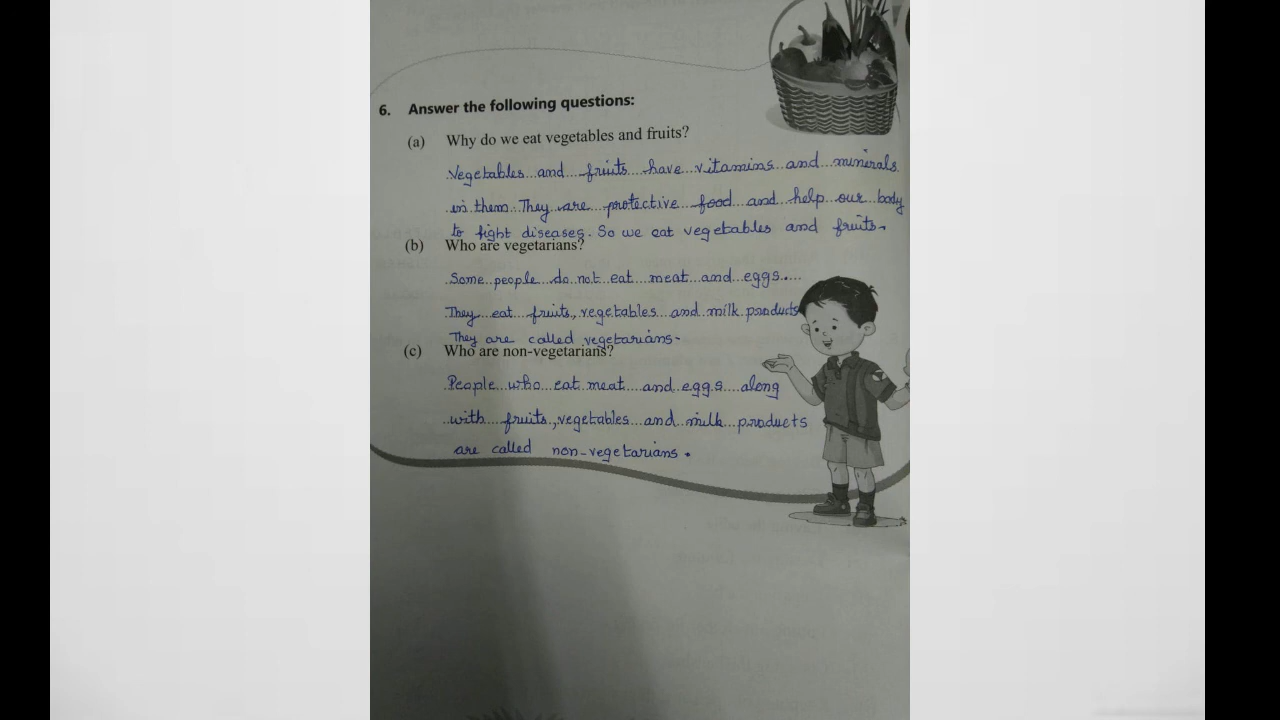 6. Answer the following questions:
(a) Why do we eat vegetables and fruits?
Vegetables and fruits have vitamins and minerals
in them. They are protective food and help our body
to fight diseases. So we eat vegetables and fruits.
(b) Who are vegetarians?
Some people do not eat meat and eggs.
They eat fruits, vegetables and milk products
They are called vegetarians.
(c) Who are non-vegetarians?
People who eat meat and eggs along
with fruits, vegetables and milk products
are called non-vegetarians.